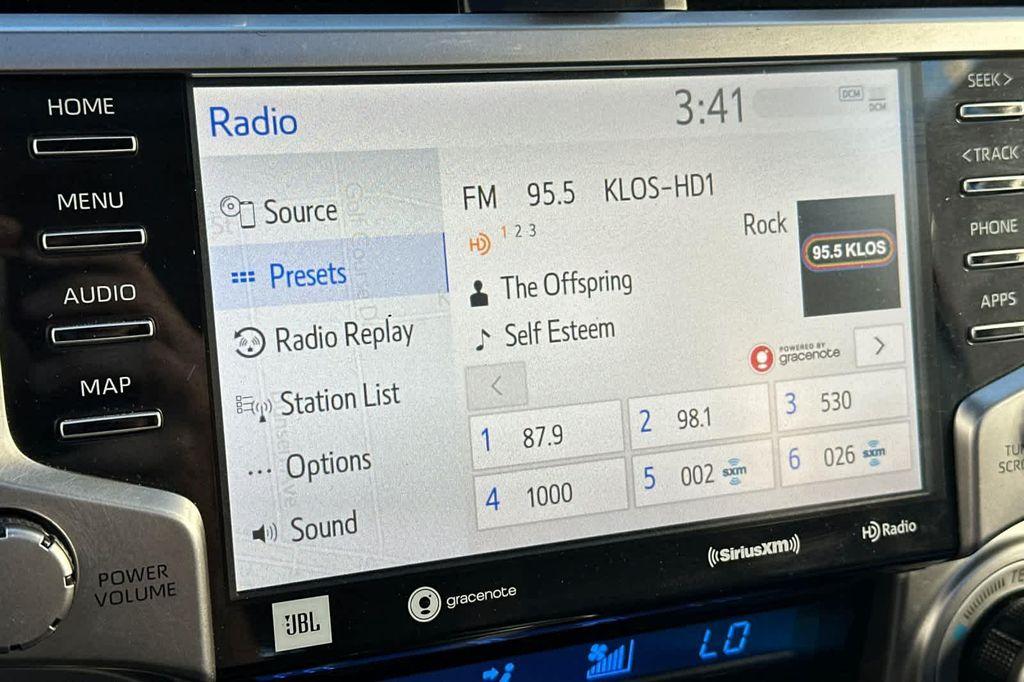 HOME
MENU
AUDIO
MAP
POWER
VOLUME
Radio
3:41
DCM
DCM
Source
Presets
Radio Replay
Station List
... Options
Sound
FM 95.5 KLOS-HD1
HD 1 2 3
Rock
95.5 KLOS
The Offspring
Self Esteem
POWERED BY
gracenote
<
>
1 87.9
2 98.1
3 530
4 1000
5 002 sxm
6 026 sxm
SEEK >
< TRACK
PHONE
APPS
JBL
gracenote
((SiriusXM))
HD Radio
LO